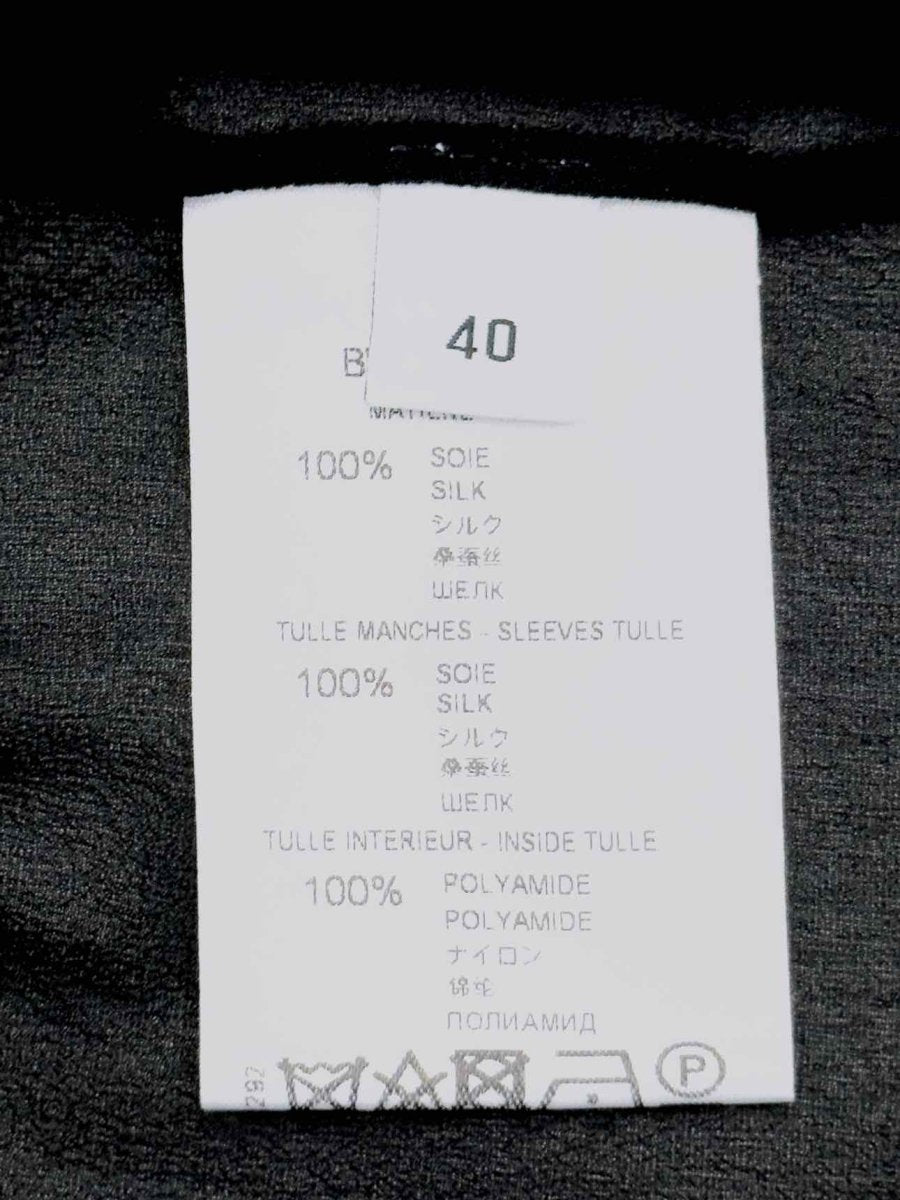 40
100% SOIE
SILK
シルク
桑蚕丝
ШЕЛК
TULLE MANCHES - SLEEVES TULLE
100% SOIE
SILK
シルク
桑蚕丝
ШЕЛК
TULLE INTERIEUR - INSIDE TULLE
100% POLYAMIDE
POLYAMIDE
ナイロン
锦纶
ПОЛИАМИД
292
P